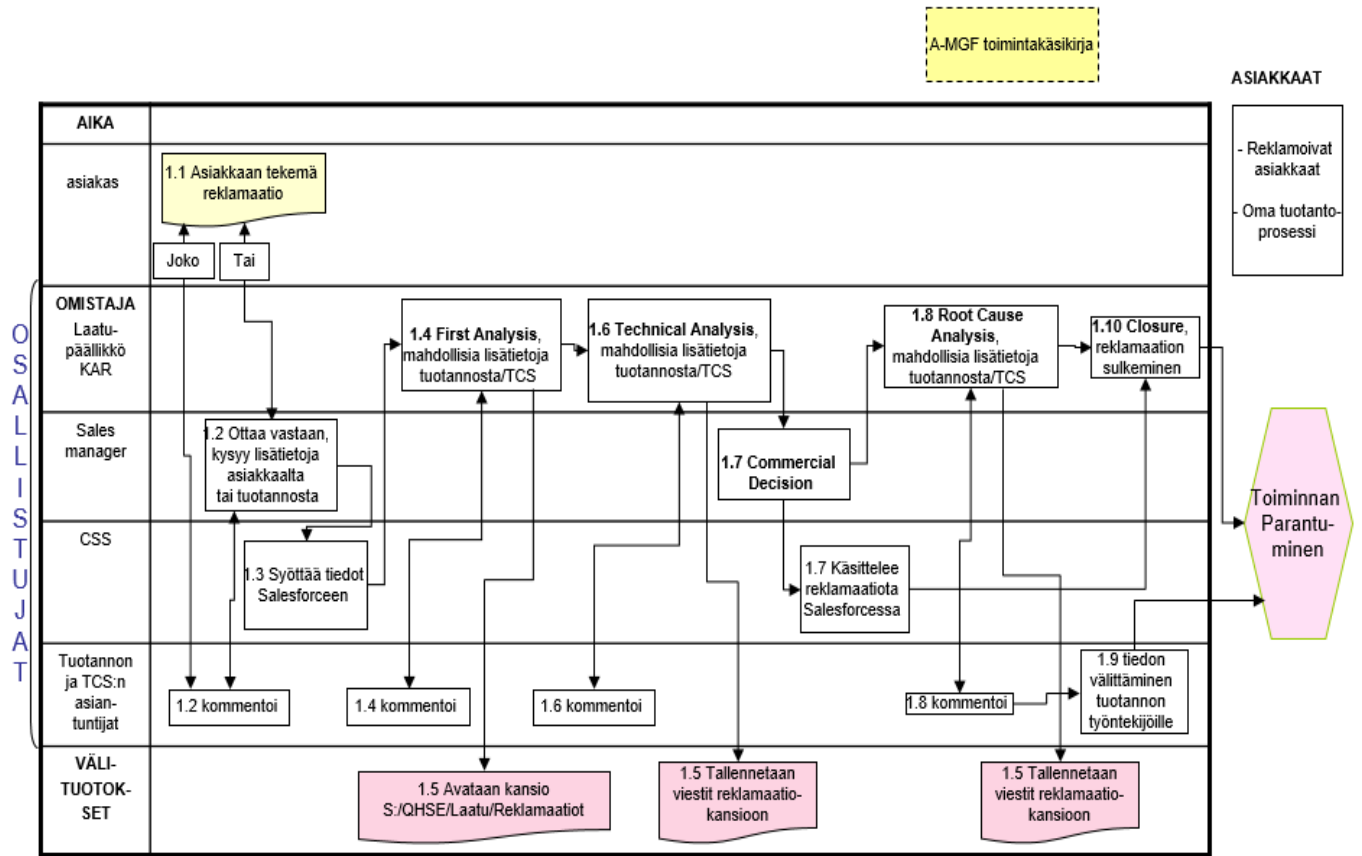 A-MGF toimintakäsikirja
ASIAKKAAT
- Reklamoivat
asiakkaat
- Oma tuotanto-
prosessi
AIKA
asiakas
1.1 Asiakkaan tekemä
reklamaatio
Joko
Tai
OSALLISTUJAT
OMISTAJA
Laatu-
päällikkö
KAR
1.4 First Analysis,
mahdollisia lisätietoja
tuotannosta/TCS
1.6 Technical Analysis,
mahdollisia lisätietoja
tuotannosta/TCS
1.8 Root Cause
Analysis,
mahdollisia lisätietoja
tuotannosta/TCS
1.10 Closure,
reklamaation
sulkeminen
Sales
manager
1.2 Ottaa vastaan,
kysyy lisätietoja
asiakkaalta
tai tuotannosta
1.7 Commercial
Decision
Toiminnan
Parantu-
minen
CSS
1.3 Syöttää tiedot
Salesforceen
1.7 Käsittelee
reklamaatiota
Salesforcessa
Tuotannon
ja TCS:n
asian-
tuntijat
1.2 kommentoi
1.4 kommentoi
1.6 kommentoi
1.8 kommentoi
1.9 tiedon
välittäminen
tuotannon
työntekijöille
VÄLI-
TUOTOK-
SET
1.5 Avataan kansio
S:/QHSE/Laatu/Reklamaatiot
1.5 Tallennetaan
viestit reklamaatio-
kansioon
1.5 Tallennetaan
viestit reklamaatio-
kansioon